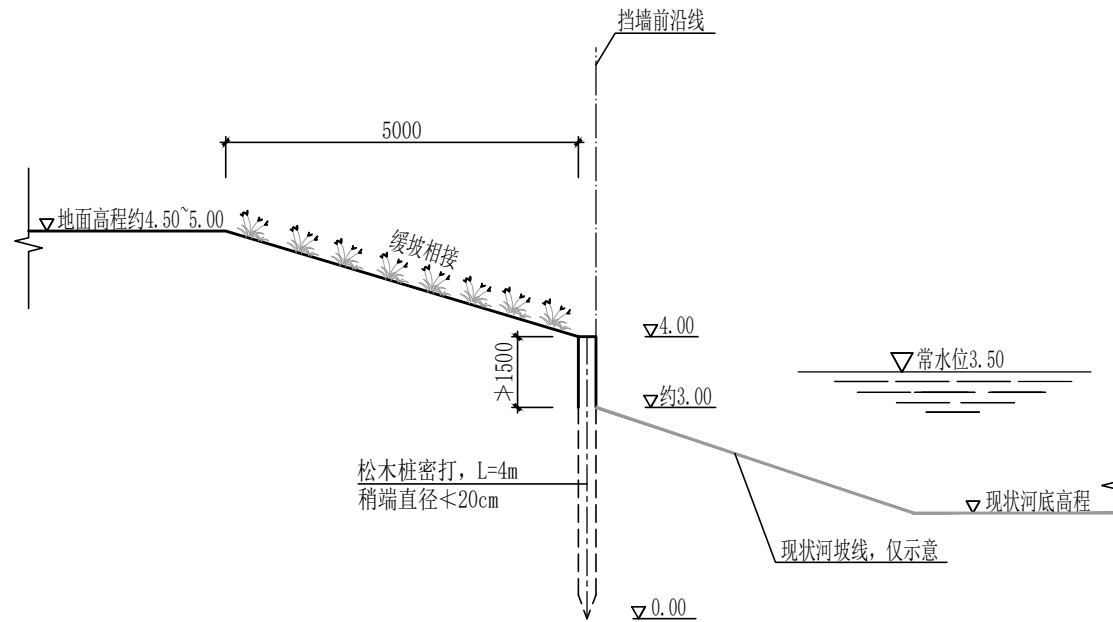 挡墙前沿线
5000
地面高程约4.50~5.00
缓坡相接
4.00
常水位3.50
≯1500
约3.00
松木桩密打，L=4m
稍端直径≮20cm
现状河底高程
现状河坡线，仅示意
0.00